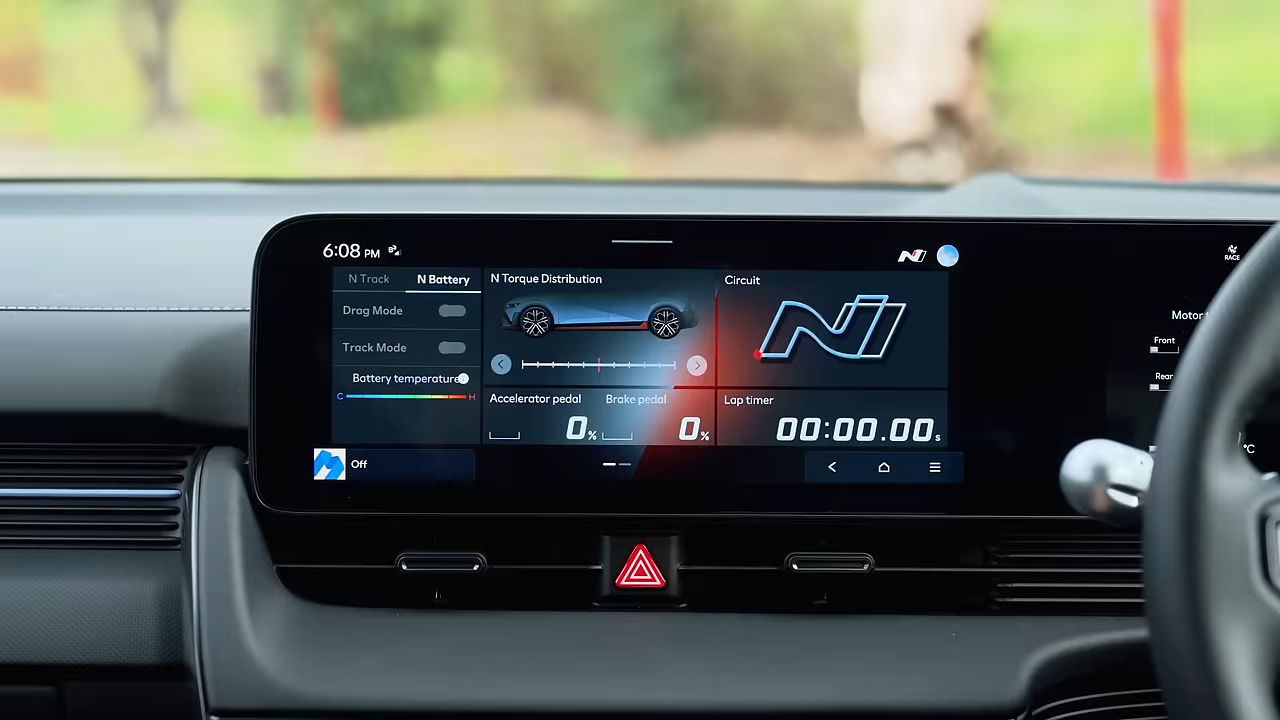 6:08 PM
N
RACE
N Track
N Battery
N Torque Distribution
Circuit
Drag Mode
Track Mode
Battery temperature
C
H
Accelerator pedal
0%
Brake pedal
0%
Lap timer
00:00.00s
Off
Motor
Front
Rear
°C